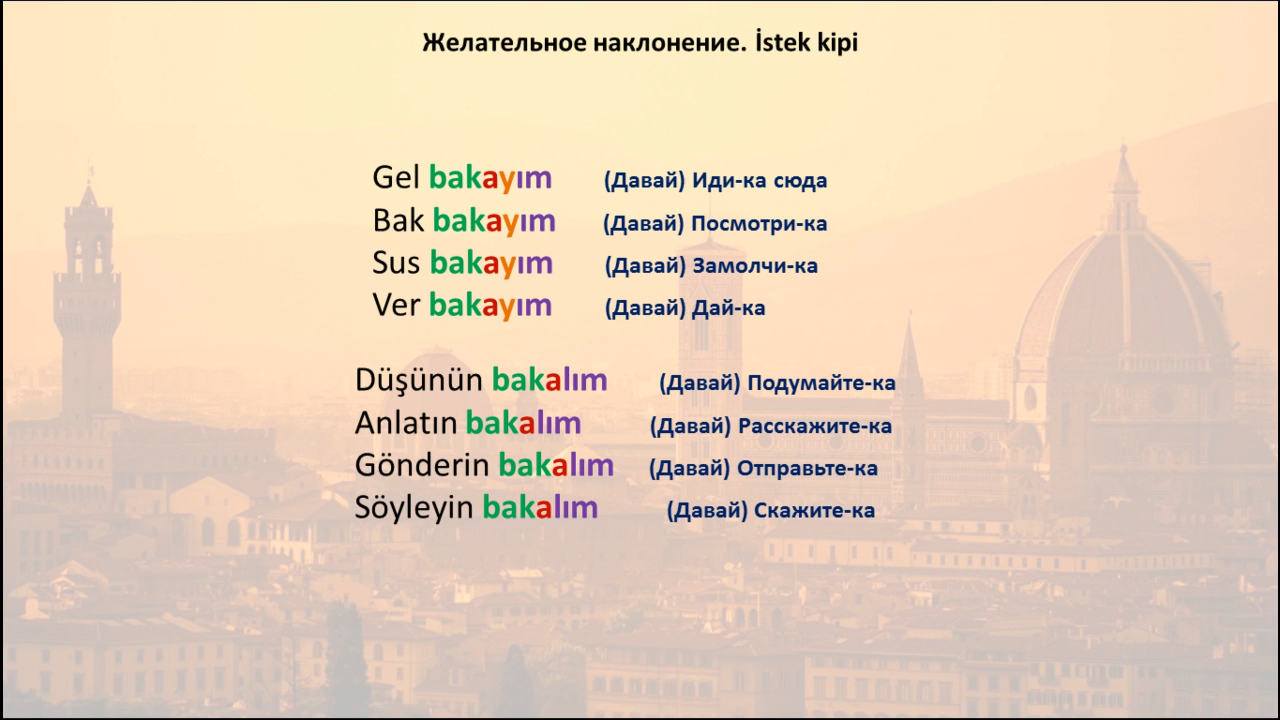 Желательное наклонение. İstek kipi
Gel bakayım (Давай) Иди-ка сюда
Bak bakayım (Давай) Посмотри-ка
Sus bakayım (Давай) Замолчи-ка
Ver bakayım (Давай) Дай-ка
Düşünün bakalım (Давай) Подумайте-ка
Anlatın bakalım (Давай) Расскажите-ка
Gönderin bakalım (Давай) Отправьте-ка
Söyleyin bakalım (Давай) Скажите-ка